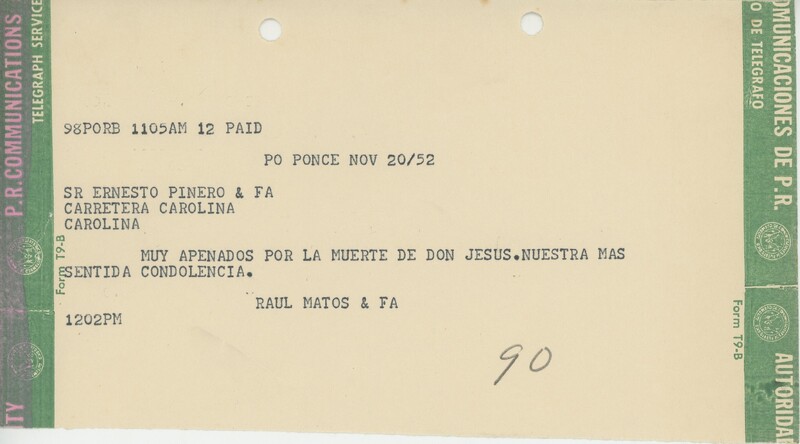 98PORB 1105AM 12 PAID
PO PONCE NOV 20/52
SR ERNESTO PINERO & FA
CARRETERA CAROLINA
CAROLINA
MUY APENADOS POR LA MUERTE DE DON JESUS.NUESTRA MAS
SENTIDA CONDOLENCIA.
RAUL MATOS & FA
1202PM
90
P.R.COMMUNICATIONS
TELEGRAPH SERVICE
Form T9-B
TY
OMUNICACIONES DE P.R.
O DE TELEGRAFO
Form T9-B
AUTORIDAD